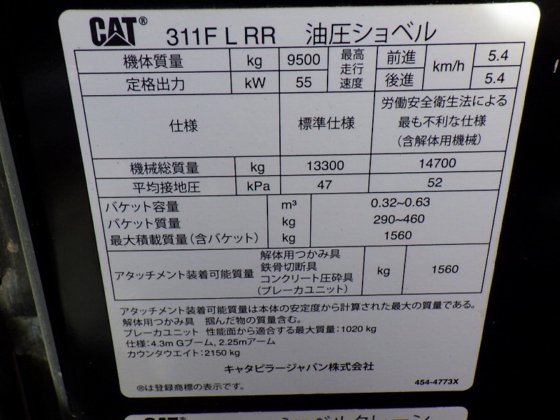 CAT® 311F L RR 油圧ショベル
機体質量 kg 9500 最高走行速度 前進 km/h 5.4
定格出力 kW 55 後進 5.4
仕様 標準仕様 労働安全衛生法による最も不利な仕様(含解体用機械)
機械総質量 kg 13300 14700
平均接地圧 kPa 47 52
バケット容量 m³ 0.32~0.63
バケット質量 kg 290~460
最大積載質量(含バケット) kg 1560
アタッチメント装着可能質量 解体用つかみ具 鉄骨切断具 コンクリート圧砕具 (ブレーカユニット) kg 1560
アタッチメント装着可能質量は本体の安定度から計算された最大の質量である。
解体用つかみ具 掴んだ物の質量含む。
ブレーカユニット 性能面から適合する最大質量:1020 kg
仕様:4.3m Gブーム, 2.25mアーム
カウンタウエイト:2150 kg
キャタピラージャパン株式会社
®は登録商標の表示です。 454-4773X
CAT® ショベルクレーン